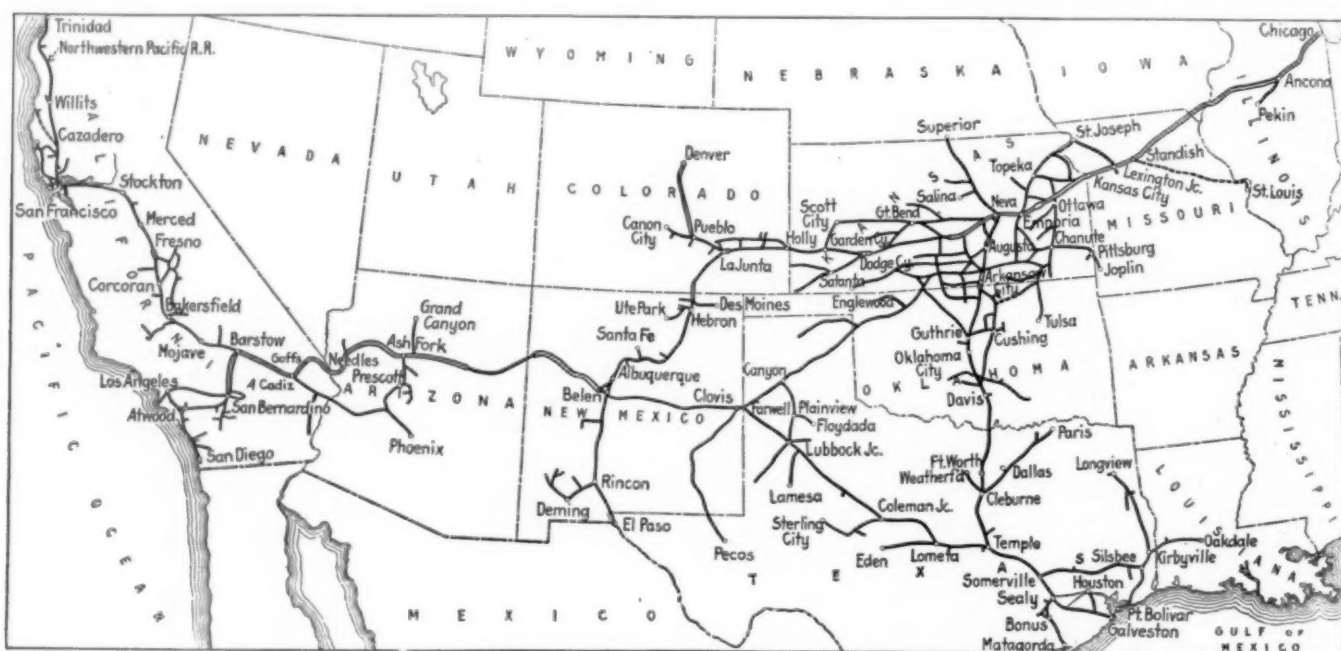 Trinidad
Northwestern Pacific R.R.
Willits
Cazadero
San Francisco
Stockton
Merced
Fresno
Corcoran
Bakersfield
Mojave
Barstow
Goffs
Needles
A Cadiz
Los Angeles
Atwood
San Bernardino
San Diego
PACIFIC
OCEAN
CALIFORNIA
NEVADA
UTAH
WYOMING
COLORADO
NEBRASKA
IOWA
ILLINOIS
KANSAS
MISSOURI
ARIZONA
NEW MEXICO
OKLAHOMA
ARKANSAS
TENN
MISSISSIPP
LOUISIANA
TEX
A
S
MEXICO
GULF OF
MEXICO
Grand
Canyon
Ash Fork
Prescott
Phoenix
Denver
Canon
City
Pueblo
La Junta
Holly
Ute Park
Des Moines
Hebron
Santa Fe
Albuquerque
Belen
Rincon
Deming
El Paso
Clovis
Farwell
Canyon
Plainview
Floydada
Lubbock Jc.
Lamesa
Pecos
Sterling
City
Coleman Jc.
Eden
Lometa
Temple
Scott
City
Garden Cy.
Gt. Bend
Dodge Cy.
Satanta
Englewood
Superior
Salina
Topeka
Neva
St. Joseph
Standish
Lexington Jc.
Kansas City
Ottawa
Emporia
Chanute
Augusta
Pittsburg
Joplin
Arkansas
City
Tulsa
Guthrie
Cushing
Oklahoma
City
Davis
Chicago
Ancona
Pekin
St. Louis
Paris
Ft. Worth
Weatherfd
Dallas
Cleburne
Longview
Silsbee
Kirbyville
Oakdale
Somerville
Houston
Sealy
Bonus
Matagorda
Pt. Bolivar
Galveston